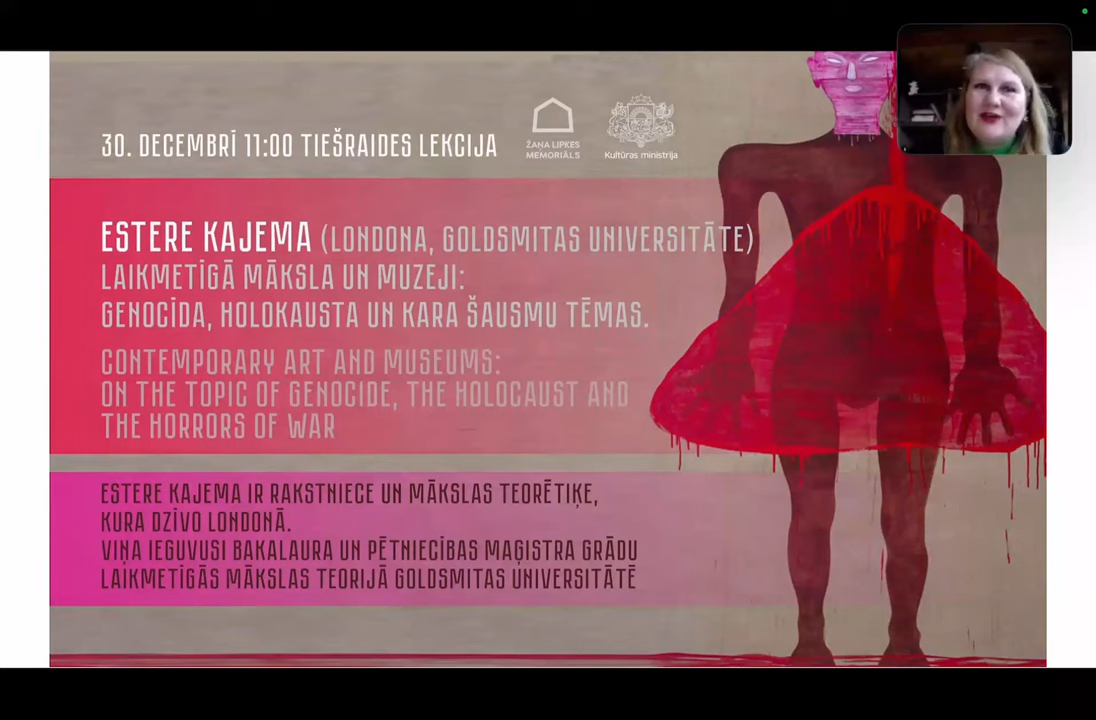 30. DECEMBRĪ 11:00 TIEŠRAIDES LEKCIJA
ŽAŅA LIPKES
MEMORIĀLS
Kultūras ministrija
ESTERE KAJEMA (LONDONA, GOLDSMITAS UNIVERSITĀTE)
LAIKMETĪGĀ MĀKSLA UN MUZEJI:
GENOCĪDA, HOLOKAUSTA UN KARA ŠAUSMU TĒMAS.
CONTEMPORARY ART AND MUSEUMS:
ON THE TOPIC OF GENOCIDE, THE HOLOCAUST AND
THE HORRORS OF WAR
ESTERE KAJEMA IR RAKSTNIECE UN MĀKSLAS TEORĒTIĶE,
KURA DZĪVO LONDONĀ.
VIŅA IEGUVUSI BAKALAURA UN PĒTNIECĪBAS MAĢISTRA GRĀDU
LAIKMETĪGĀS MĀKSLAS TEORIJĀ GOLDSMITAS UNIVERSITĀTĒ